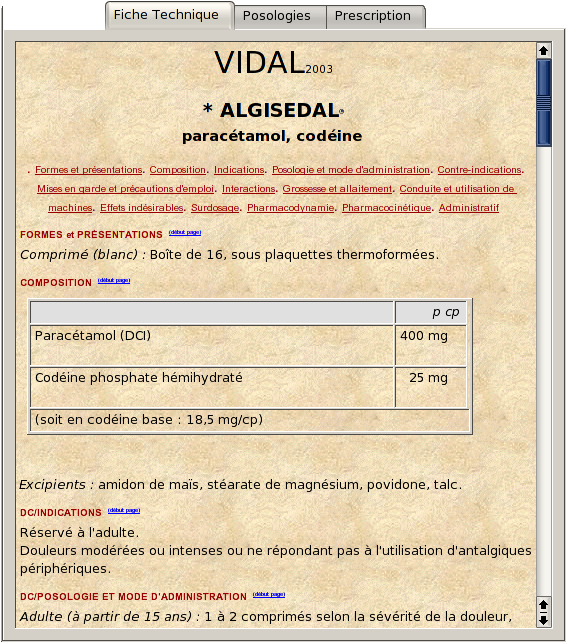 Fiche Technique Posologies Prescription
VIDAL2003
* ALGISEDAL®
paracétamol, codéine
. Formes et présentations. Composition. Indications. Posologie et mode d'administration. Contre-indications.
Mises en garde et précautions d'emploi. Interactions. Grossesse et allaitement. Conduite et utilisation de
machines. Effets indésirables. Surdosage. Pharmacodynamie. Pharmacocinétique. Administratif
FORMES et PRÉSENTATIONS (début page)
Comprimé (blanc) : Boîte de 16, sous plaquettes thermoformées.
COMPOSITION (début page)
p cp
Paracétamol (DCI) 400 mg
Codéine phosphate hémihydraté 25 mg
(soit en codéine base : 18,5 mg/cp)
Excipients : amidon de maïs, stéarate de magnésium, povidone, talc.
DC/INDICATIONS (début page)
Réservé à l'adulte.
Douleurs modérées ou intenses ou ne répondant pas à l'utilisation d'antalgiques
périphériques.
DC/POSOLOGIE ET MODE D'ADMINISTRATION (début page)
Adulte (à partir de 15 ans) : 1 à 2 comprimés selon la sévérité de la douleur,